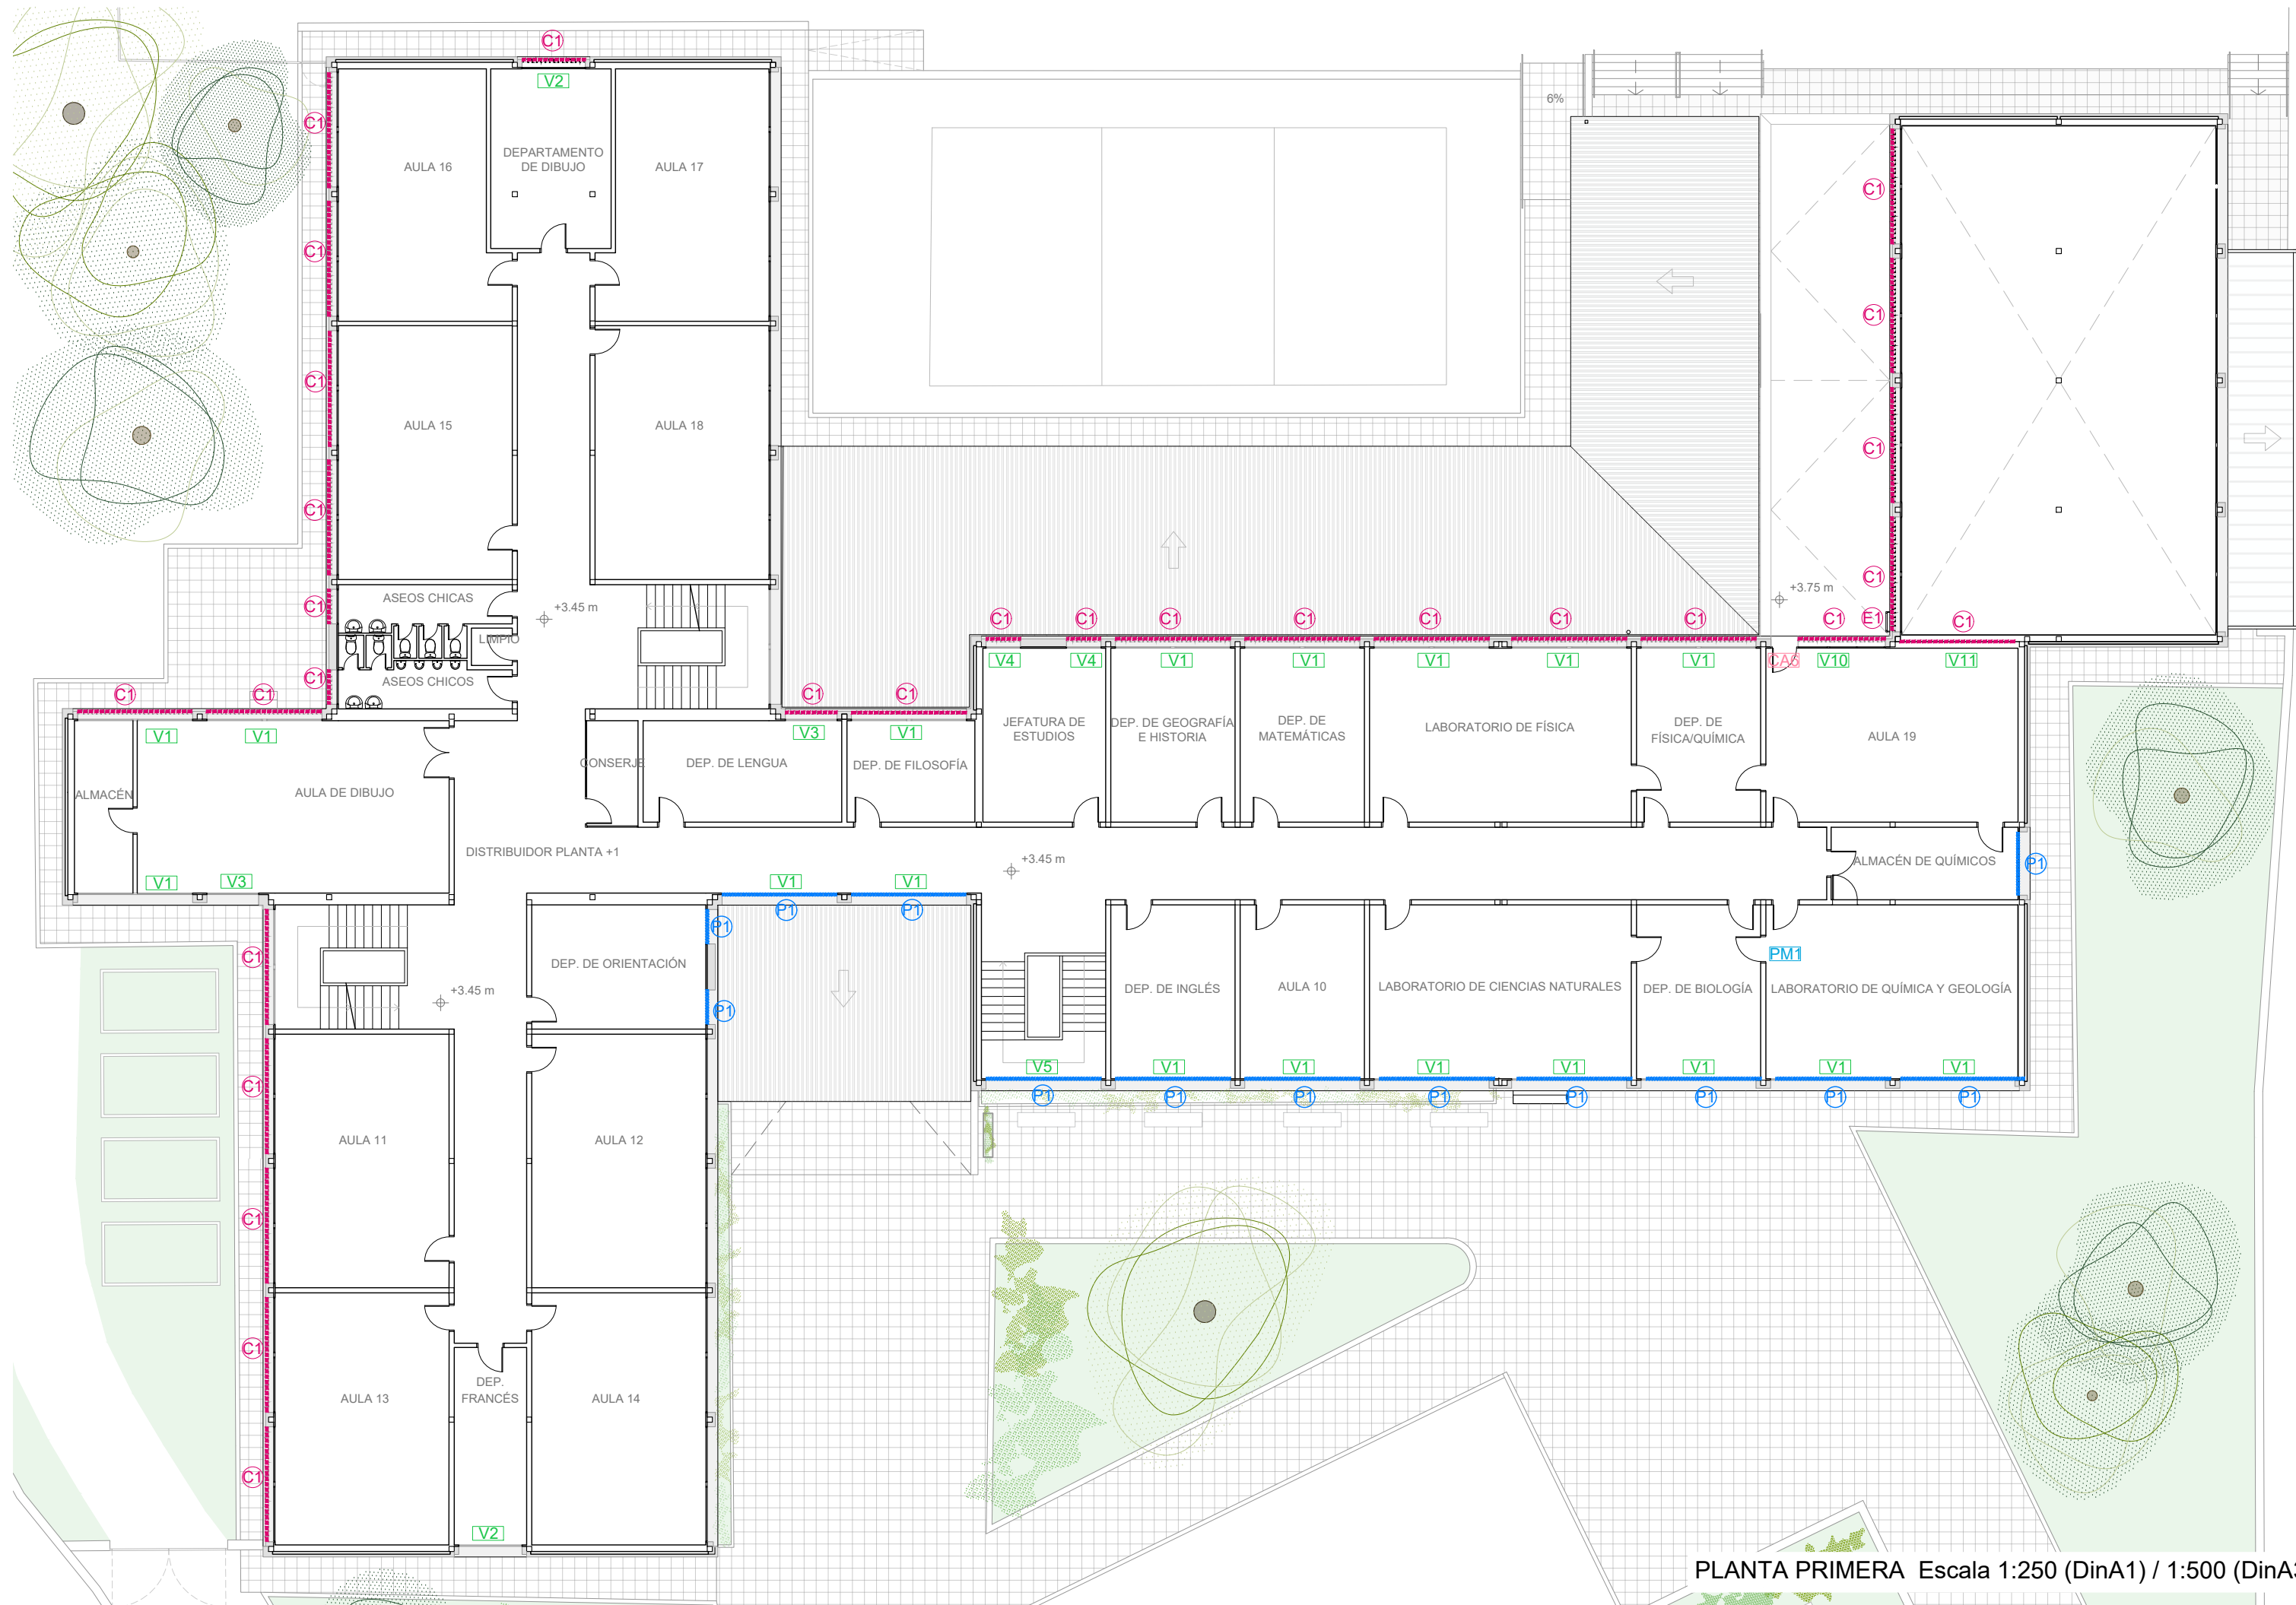 C1
V2
6%
C1
DEPARTAMENTO
DE DIBUJO
AULA 16
AULA 17
C1
C1
C1
C1
AULA 15
AULA 18
C1
C1
C1
C1
ASEOS CHICAS
+3.45 m
+3.75 m
C1
LIMPIO
C1
C1
C1
C1
C1
C1
C1
C1
E1
C1
V4
V4
V1
V1
V1
V1
V1
CA6
V10
V11
C1
ASEOS CHICOS
C1
C1
C1
C1
V1
V1
V3
V1
JEFATURA DE
ESTUDIOS
DEP. DE GEOGRAFÍA
E HISTORIA
DEP. DE
MATEMÁTICAS
LABORATORIO DE FÍSICA
DEP. DE
FÍSICA/QUÍMICA
AULA 19
CONSERJE
DEP. DE LENGUA
DEP. DE FILOSOFÍA
ALMACÉN
AULA DE DIBUJO
DISTRIBUIDOR PLANTA +1
+3.45 m
ALMACÉN DE QUÍMICOS
P1
V1
V3
V1
V1
P1
P1
P1
C1
DEP. DE ORIENTACIÓN
PM1
+3.45 m
P1
DEP. DE INGLÉS
AULA 10
LABORATORIO DE CIENCIAS NATURALES
DEP. DE BIOLOGÍA
LABORATORIO DE QUÍMICA Y GEOLOGÍA
V5
V1
V1
V1
V1
V1
V1
V1
C1
P1
P1
P1
P1
P1
P1
P1
P1
AULA 11
AULA 12
C1
C1
DEP.
FRANCÉS
AULA 13
AULA 14
C1
V2
PLANTA PRIMERA Escala 1:250 (DinA1) / 1:500 (DinA3